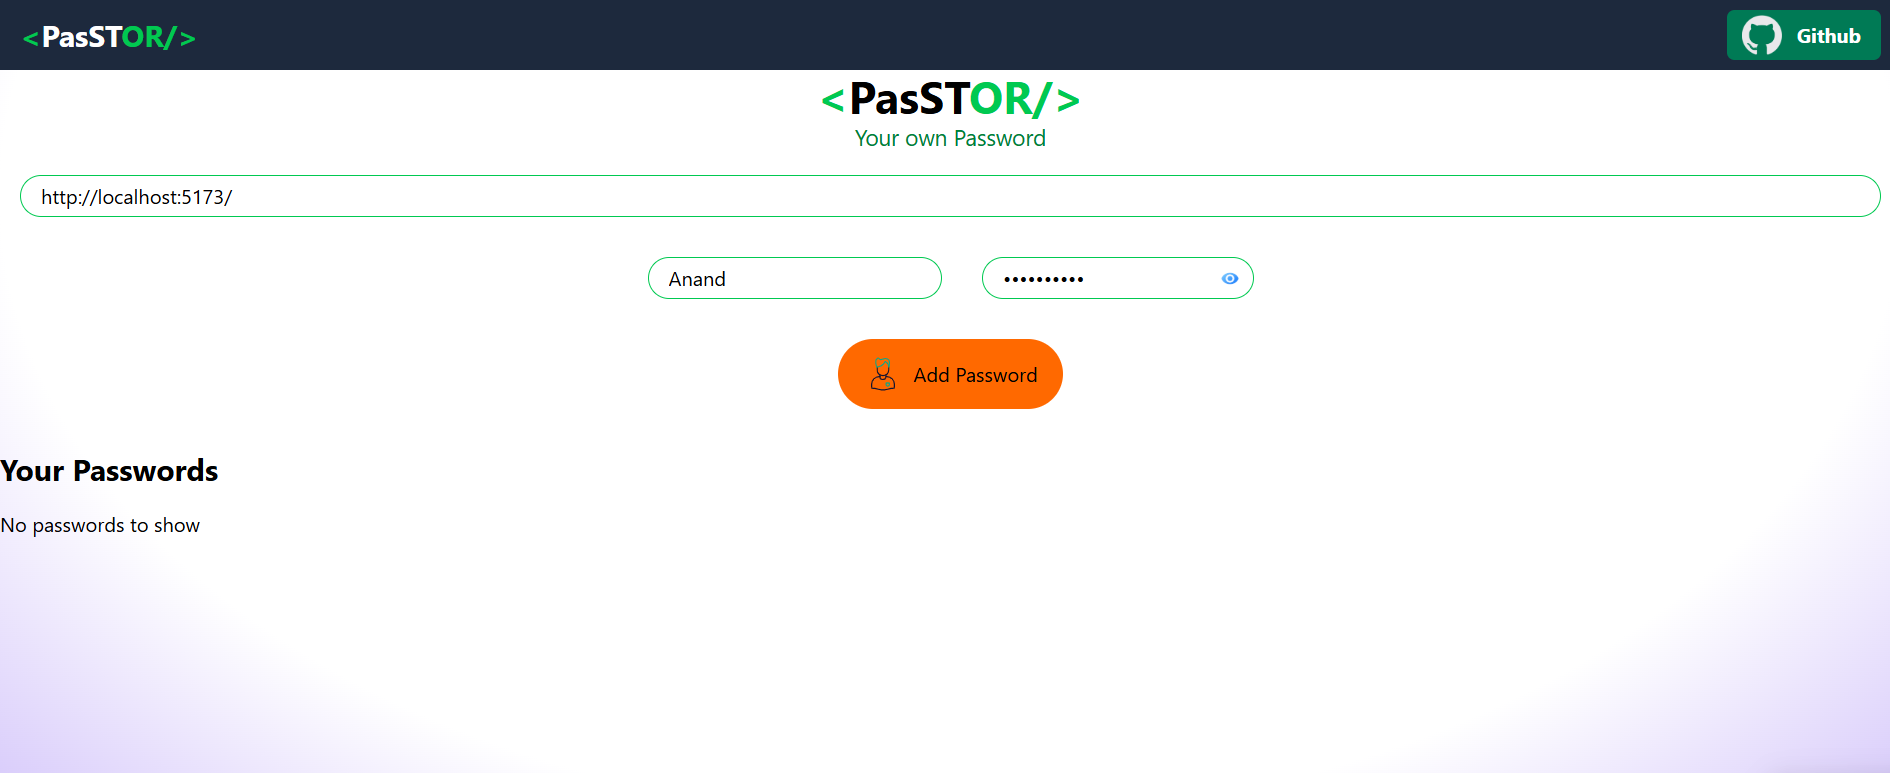 <PasSTOR/>
Github
<PasSTOR/>
Your own Password
http://localhost:5173/
Anand
••••••••••
Add Password
Your Passwords
No passwords to show